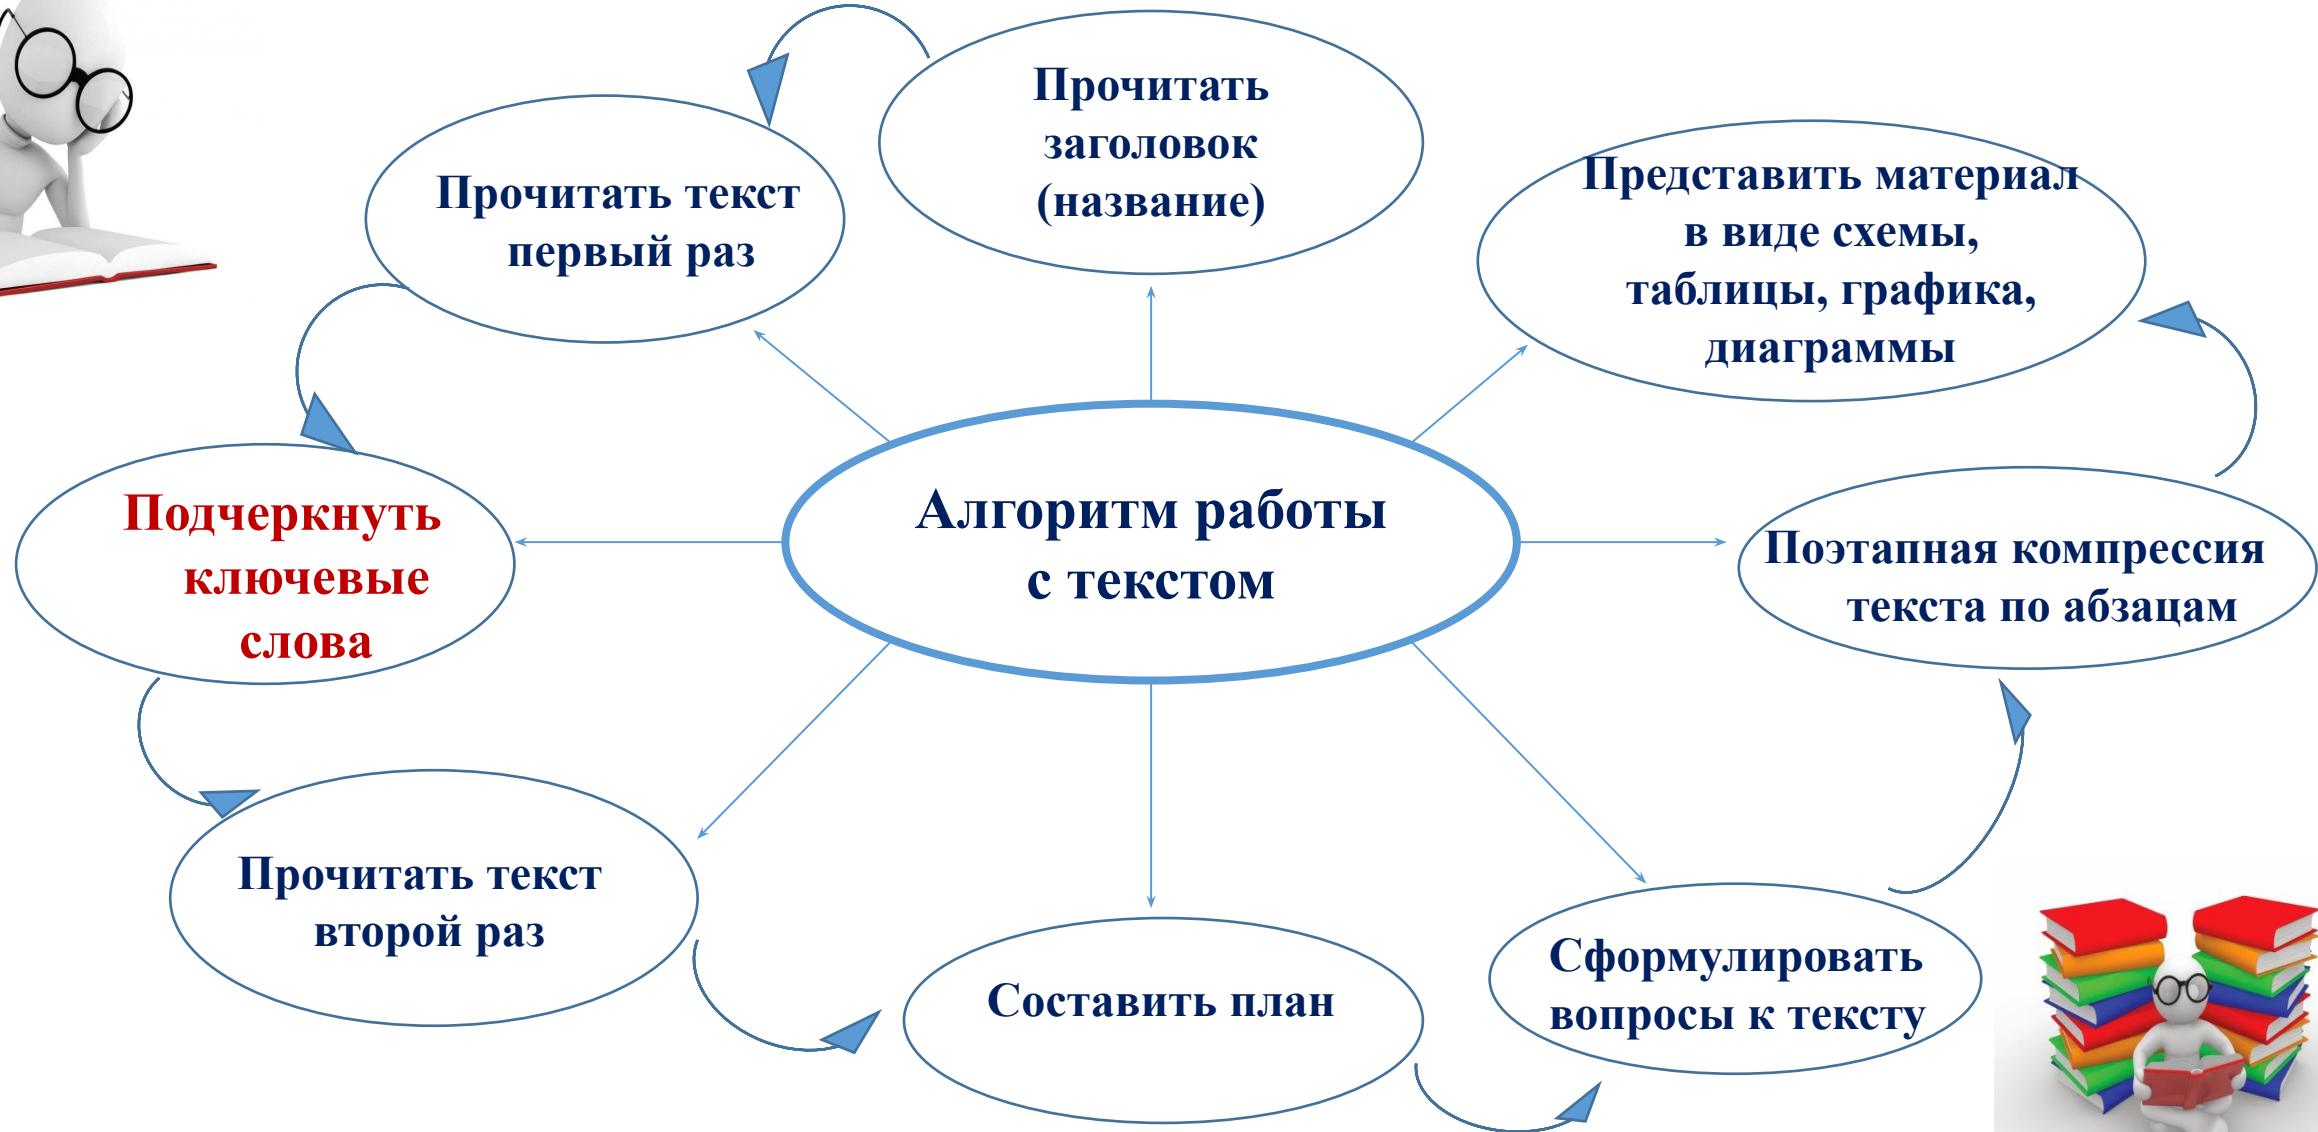 Прочитать
заголовок
(название)
Прочитать текст
первый раз
Подчеркнуть
ключевые
слова
Прочитать текст
второй раз
Составить план
Сформулировать
вопросы к тексту
Поэтапная компрессия
текста по абзацам
Представить материал
в виде схемы,
таблицы, графика,
диаграммы
Алгоритм работы
с текстом